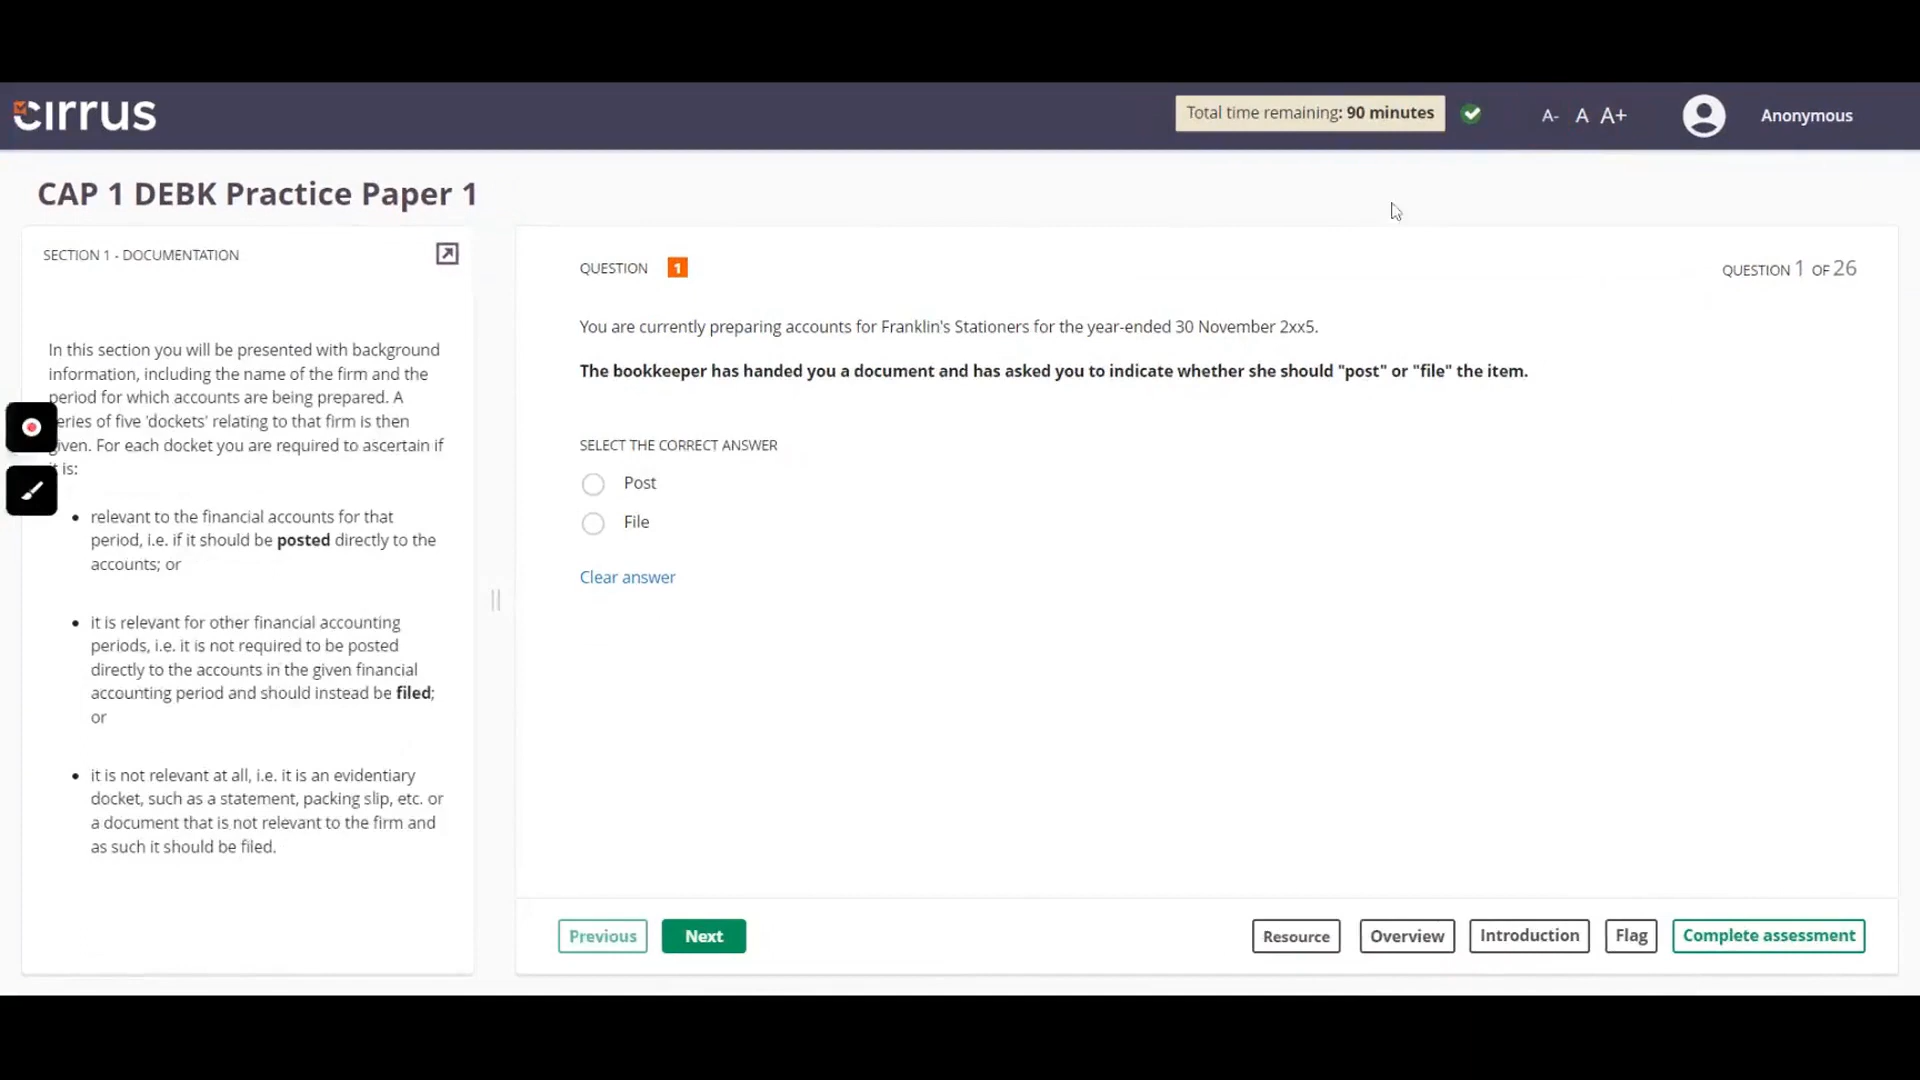 cirrus
Total time remaining: 90 minutes
A- A A+
Anonymous
CAP 1 DEBK Practice Paper 1
SECTION 1 - DOCUMENTATION
In this section you will be presented with background
information, including the name of the firm and the
period for which accounts are being prepared. A
eries of five 'dockets' relating to that firm is then
given. For each docket you are required to ascertain if
it is:
• relevant to the financial accounts for that
period, i.e. if it should be posted directly to the
accounts; or
• it is relevant for other financial accounting
periods, i.e. it is not required to be posted
directly to the accounts in the given financial
accounting period and should instead be filed;
or
• it is not relevant at all, i.e. it is an evidentiary
docket, such as a statement, packing slip, etc. or
a document that is not relevant to the firm and
as such it should be filed.
QUESTION 1
QUESTION 1 OF 26
You are currently preparing accounts for Franklin's Stationers for the year-ended 30 November 2xx5.
The bookkeeper has handed you a document and has asked you to indicate whether she should "post" or "file" the item.
SELECT THE CORRECT ANSWER
Post
File
Clear answer
Previous
Next
Resource
Overview
Introduction
Flag
Complete assessment